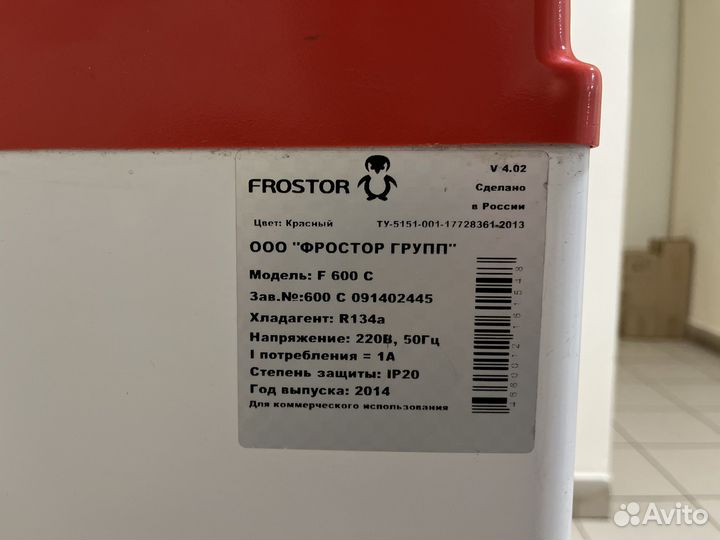 FROSTOR
V 4.02
Сделано
в России
Цвет: Красный ТУ-5151-001-17728361-2013
ООО "ФРОСТОР ГРУПП"
Модель: F 600 C
Зав.№:600 C 091402445
Хладагент: R134a
Напряжение: 220В, 50Гц
I потребления = 1А
Степень защиты: IP20
Год выпуска: 2014
Для коммерческого использования
4680012161548
Avito